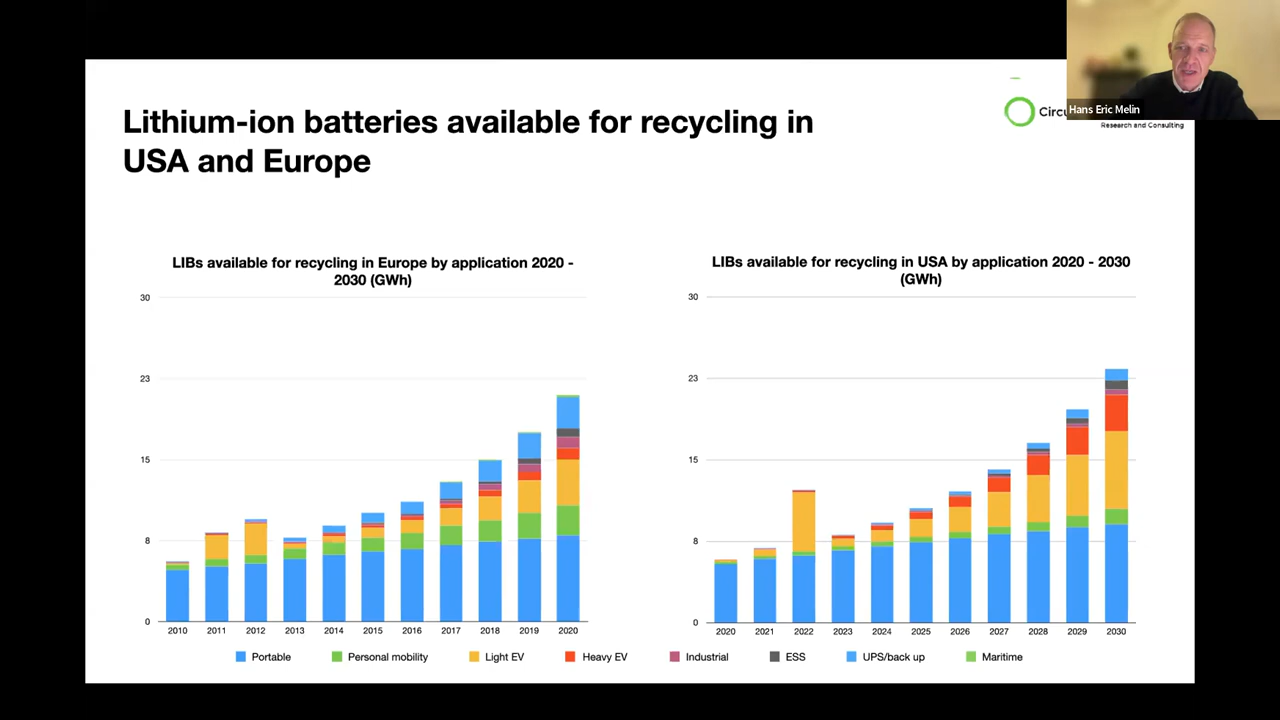 Lithium-ion batteries available for recycling in
USA and Europe
Hans Eric Melin
Research and Consulting
LIBs available for recycling in Europe by application 2020 -
2030 (GWh)
30
23
15
8
0
2010 2011 2012 2013 2014 2015 2016 2017 2018 2019 2020
LIBs available for recycling in USA by application 2020 - 2030
(GWh)
30
23
15
8
0
2020 2021 2022 2023 2024 2025 2026 2027 2028 2029 2030
Portable Personal mobility Light EV Heavy EV Industrial ESS UPS/back up Maritime